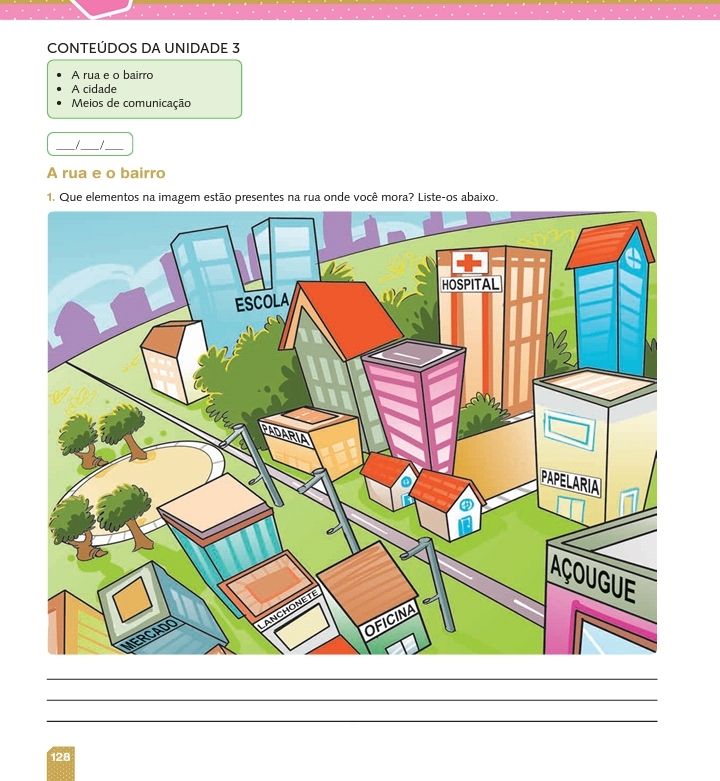 CONTEÚDOS DA UNIDADE 3
• A rua e o bairro
• A cidade
• Meios de comunicação
___/___/___
A rua e o bairro
1. Que elementos na imagem estão presentes na rua onde você mora? Liste-os abaixo.
ESCOLA
HOSPITAL
PADARIA
PAPELARIA
AÇOUGUE
LANCHONETE
OFICINA
MERCADO
128